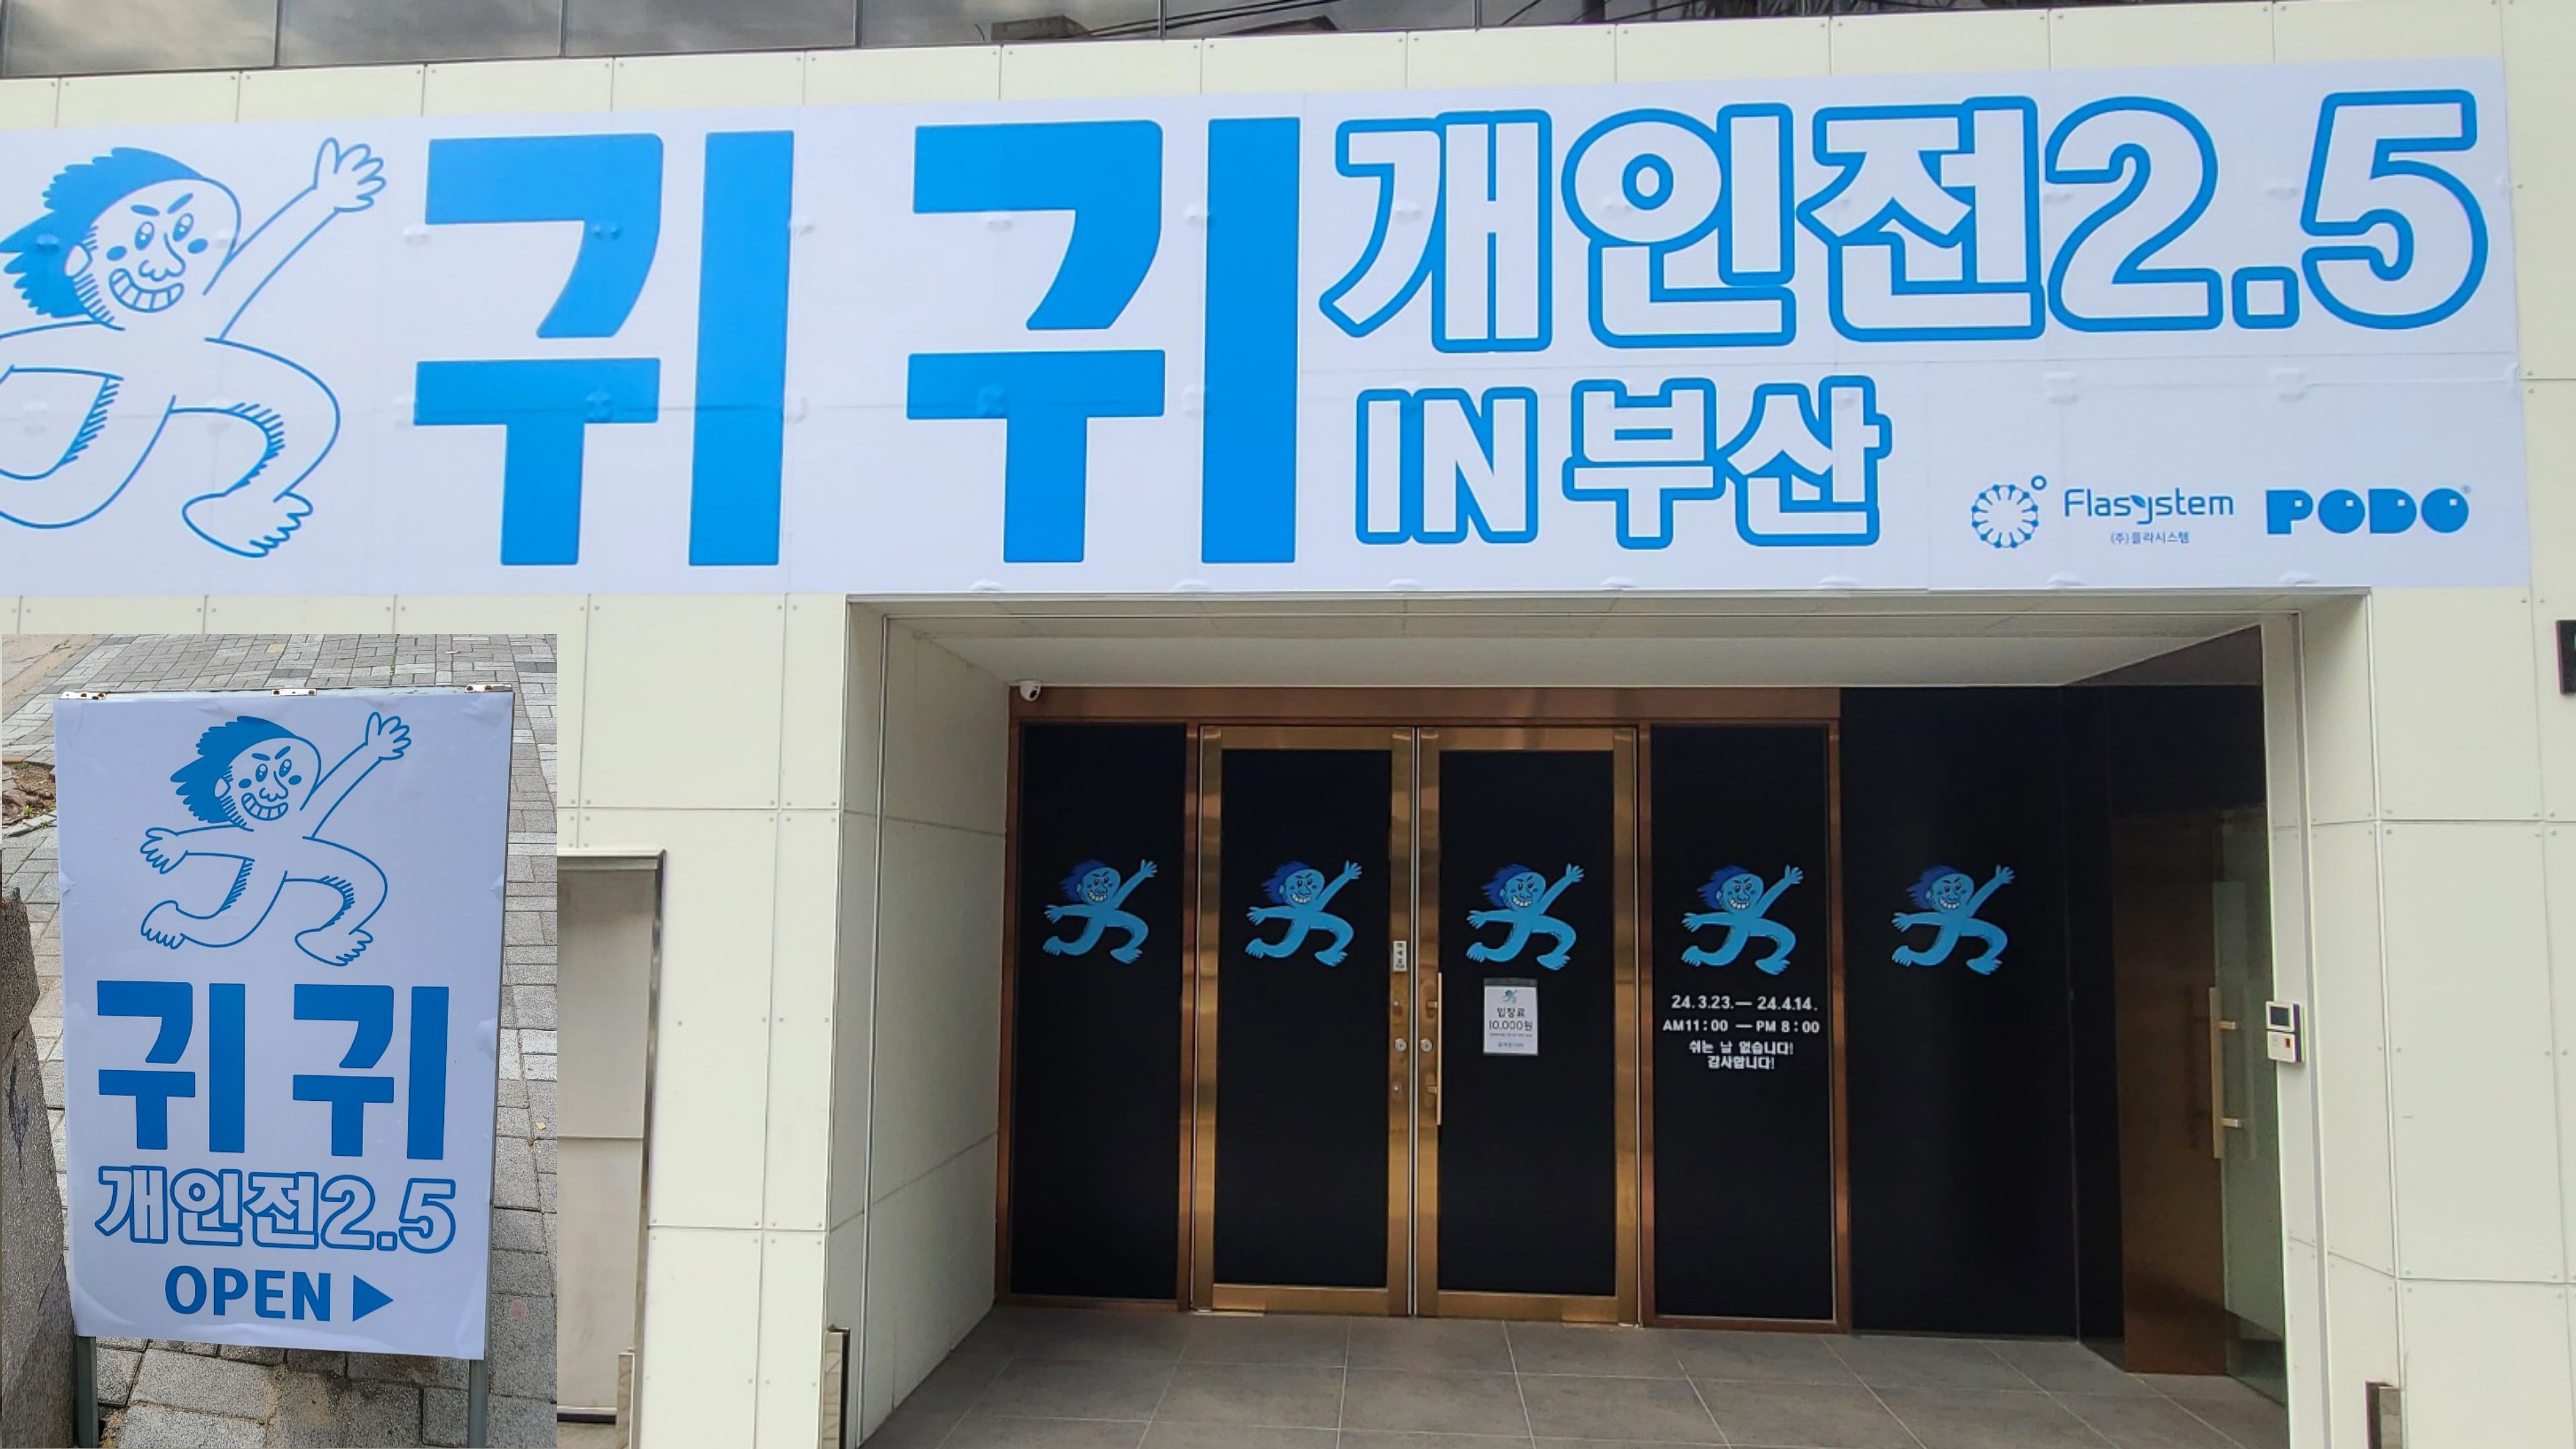 귀귀 개인전2.5
IN 부산
Flasystem
(주)플라시스템
PODO
귀귀
개인전2.5
OPEN
입장료
10,000원
24.3.23.— 24.4.14.
AM11:00 — PM 8:00
쉬는 날 없습니다!
감사합니다!